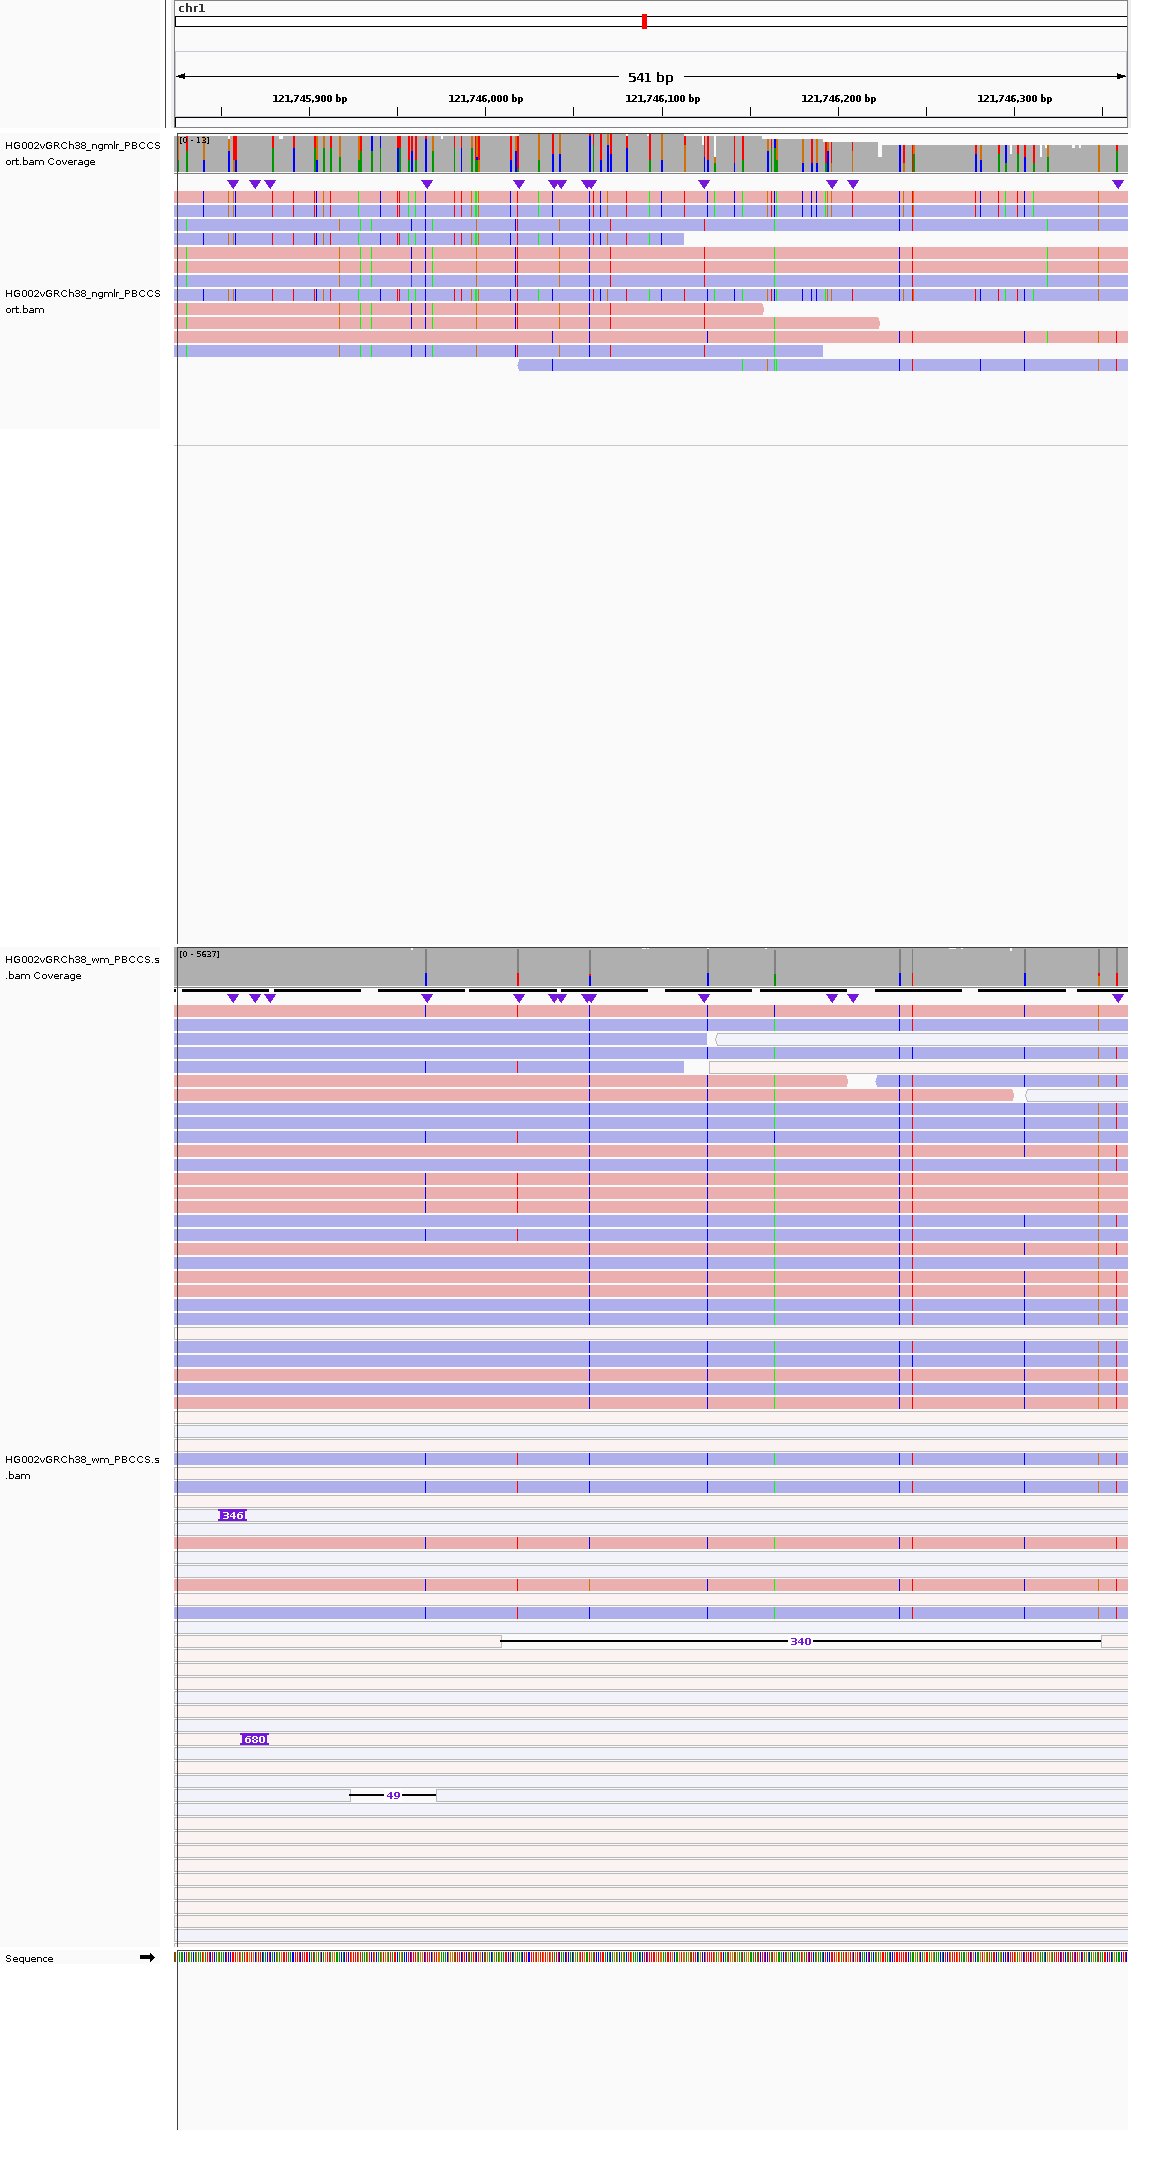 chr1
541 bp
121,745,900 bp 121,746,000 bp 121,746,100 bp 121,746,200 bp 121,746,300 bp
HG002vGRCh38_ngmlr_PBCCS
ort.bam Coverage
[0 - 13]
HG002vGRCh38_ngmlr_PBCCS
ort.bam
HG002vGRCh38_wm_PBCCS.s
.bam Coverage
[0 - 5637]
HG002vGRCh38_wm_PBCCS.s
.bam
346
340
680
49
Sequence